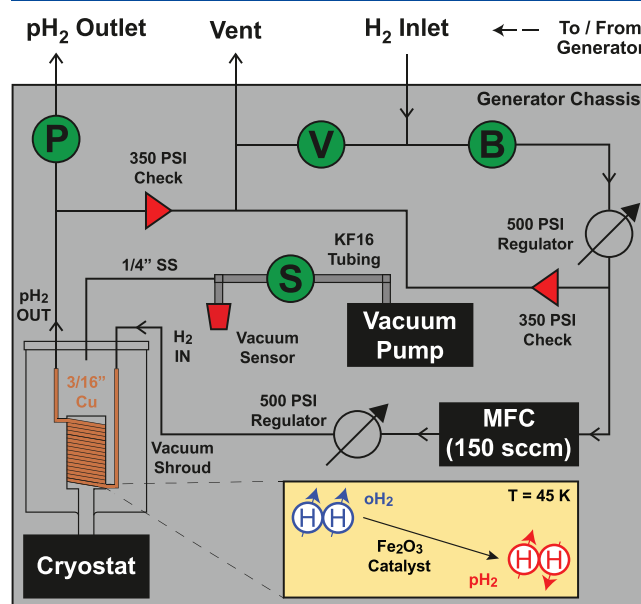 pH₂ Outlet
Vent
H₂ Inlet
To / From
Generator
Generator Chassis
P
V
B
350 PSI
Check
500 PSI
Regulator
KF16
Tubing
1/4” SS
S
pH₂
OUT
Vacuum
Sensor
Vacuum
Pump
350 PSI
Check
H₂
IN
3/16”
Cu
500 PSI
Regulator
MFC
(150 sccm)
Vacuum
Shroud
T = 45 K
HH
oH₂
Fe₂O₃
Catalyst
HH
pH₂
Cryostat